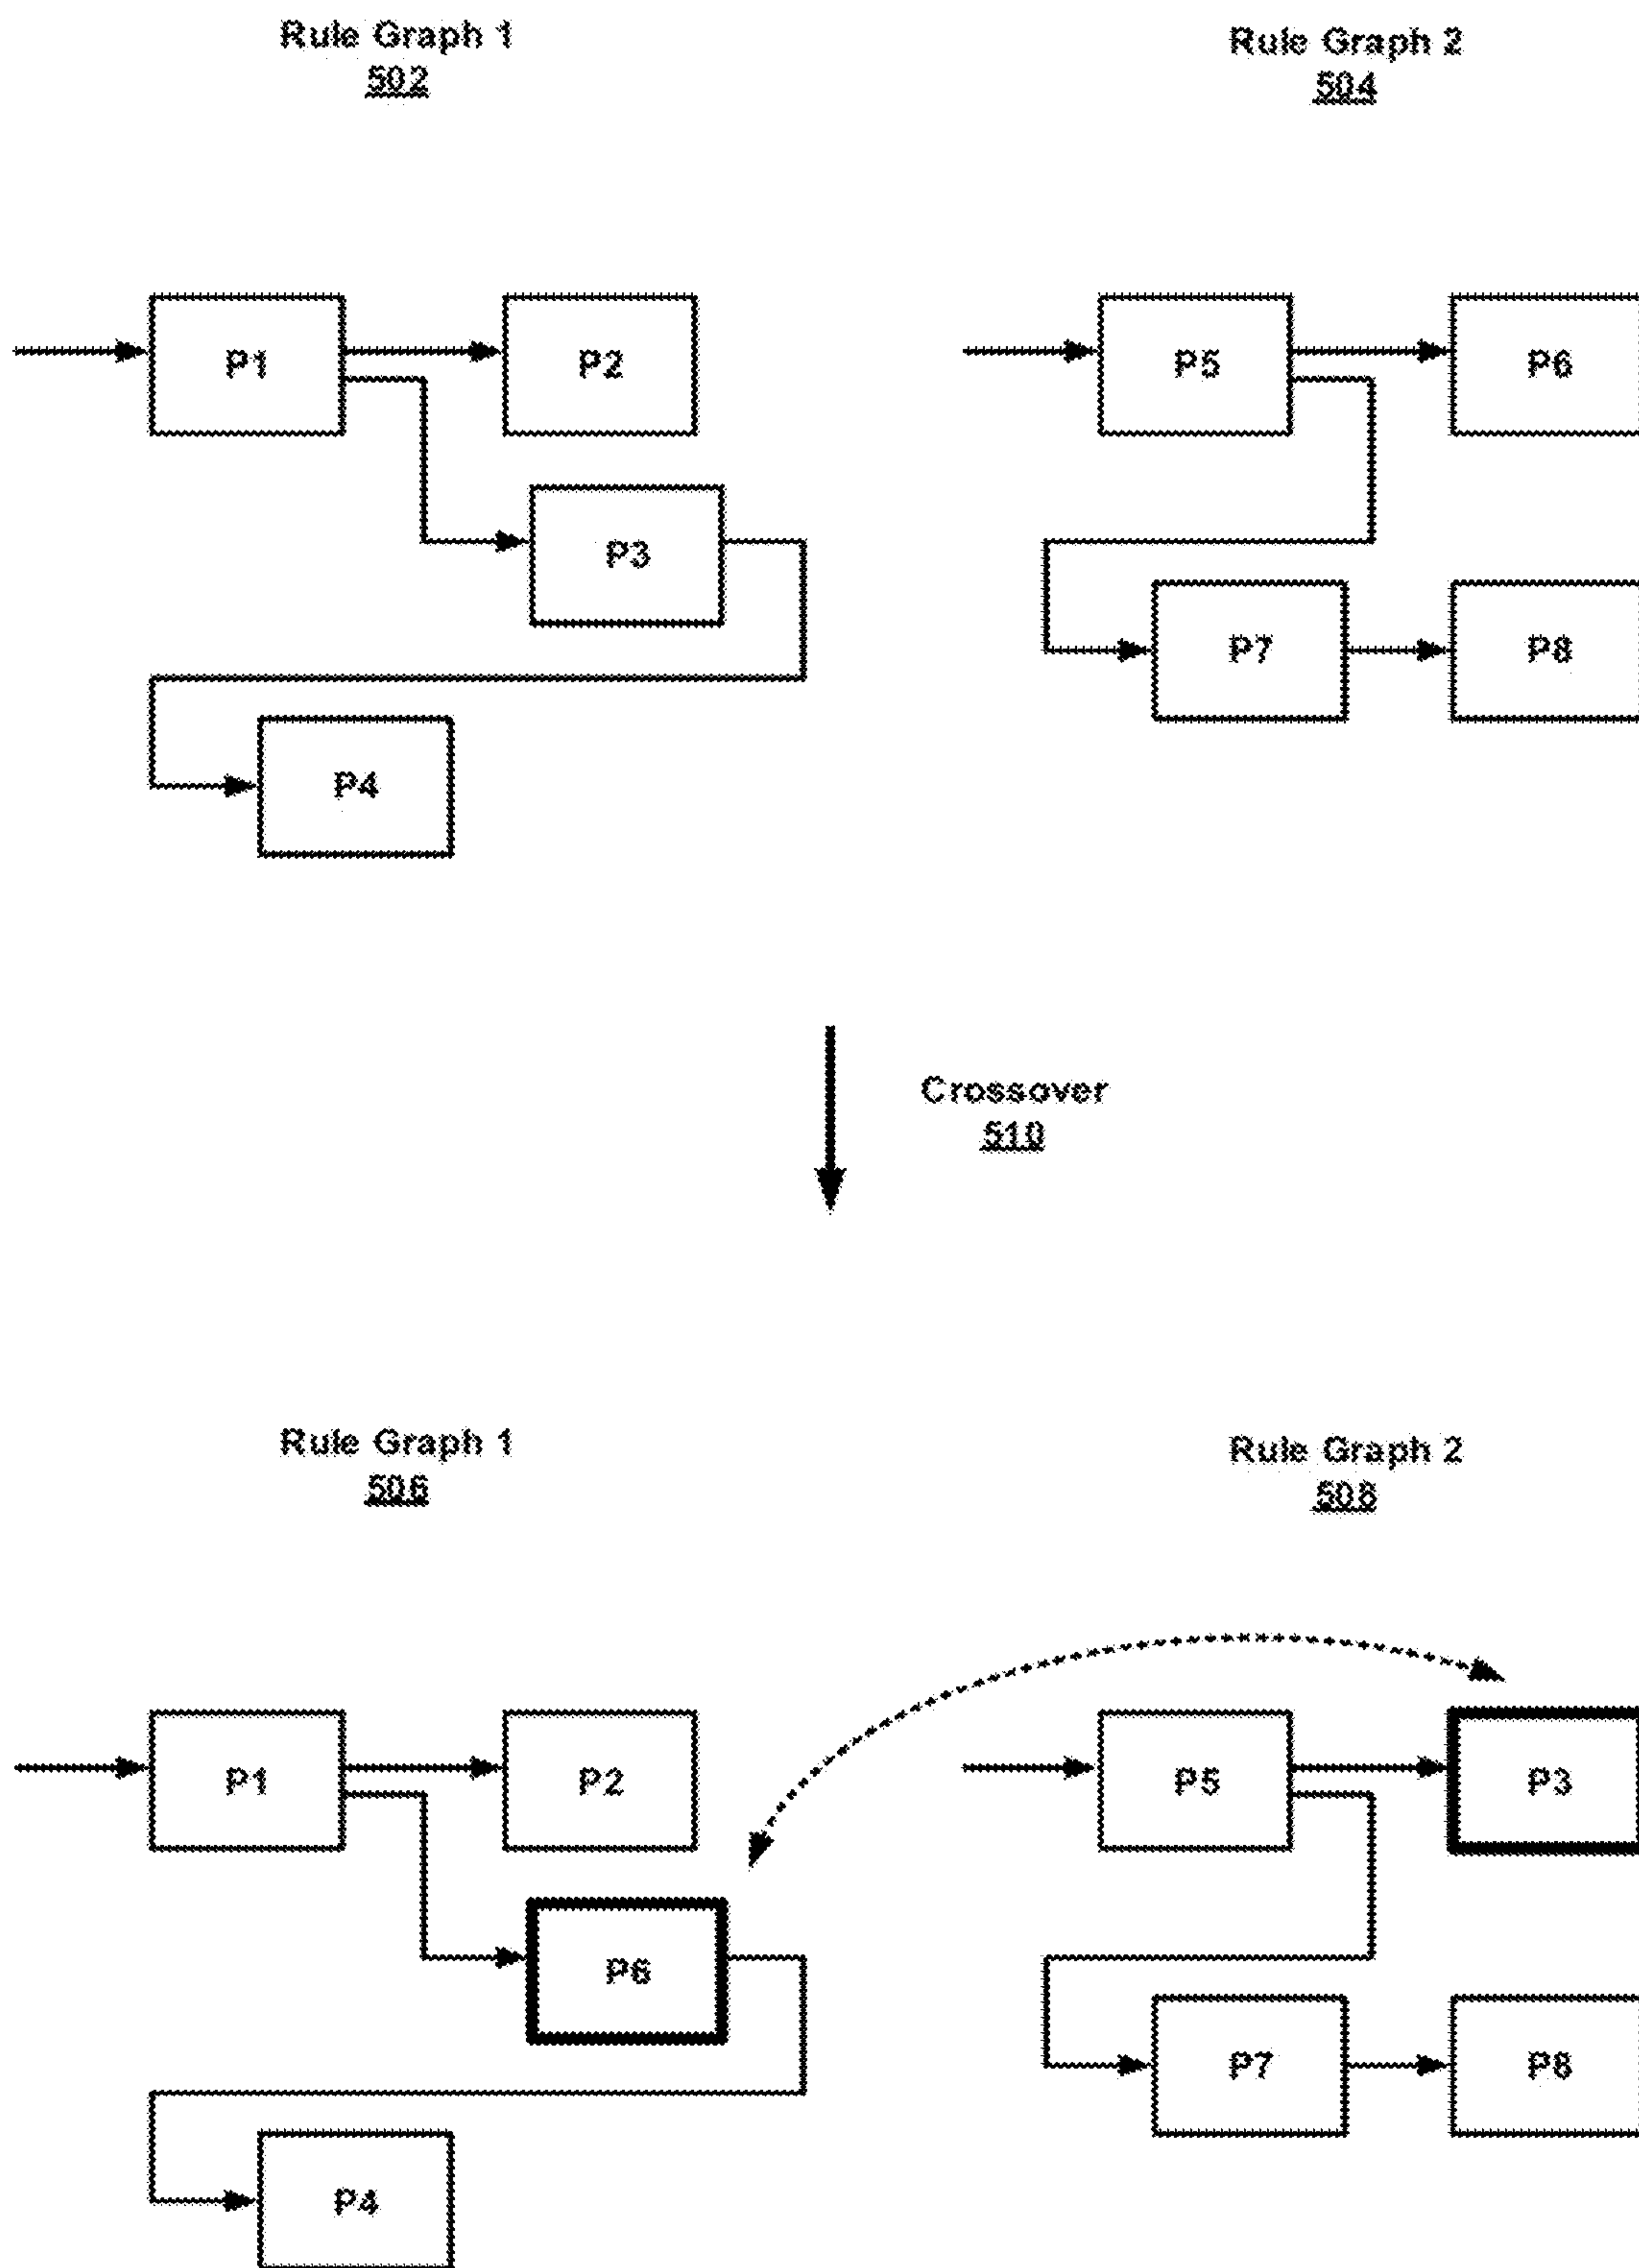 Rule Graph 1
502
Rule Graph 2
504
P1
P2
P5
P6
P3
P7
P8
P4
Crossover
510
Rule Graph 1
506
Rule Graph 2
508
P1
P2
P5
P3
P6
P7
P8
P4